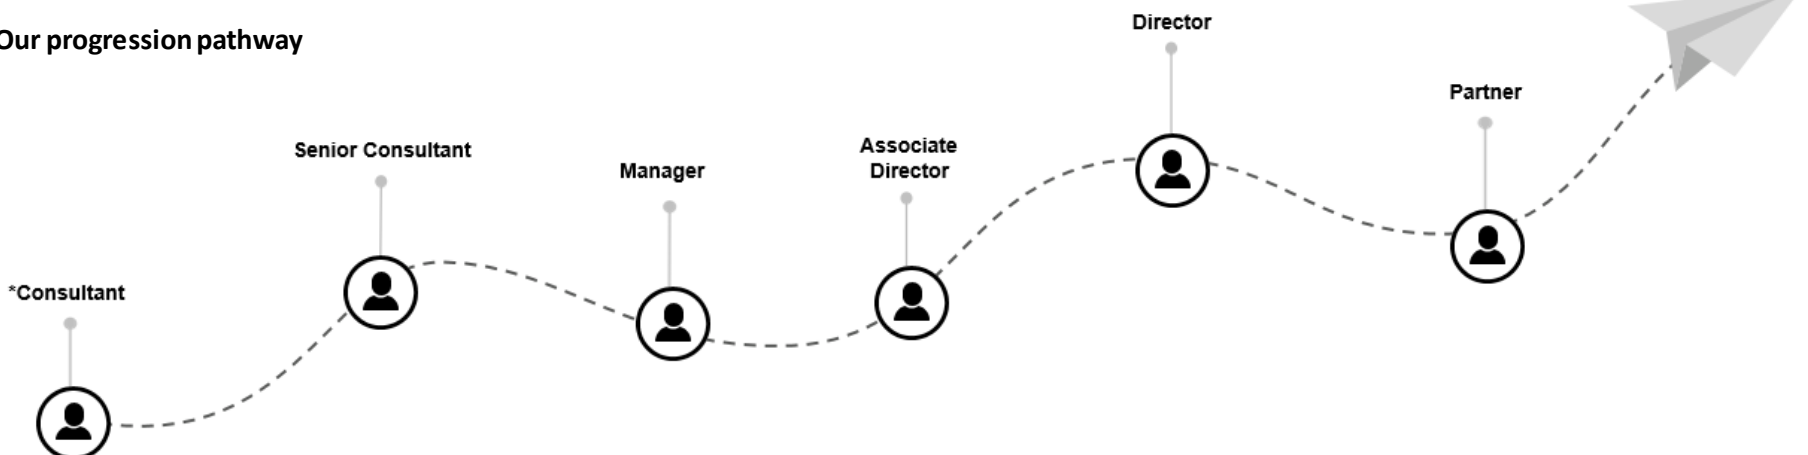 Our progression pathway
*Consultant
Senior Consultant
Manager
Associate
Director
Director
Partner